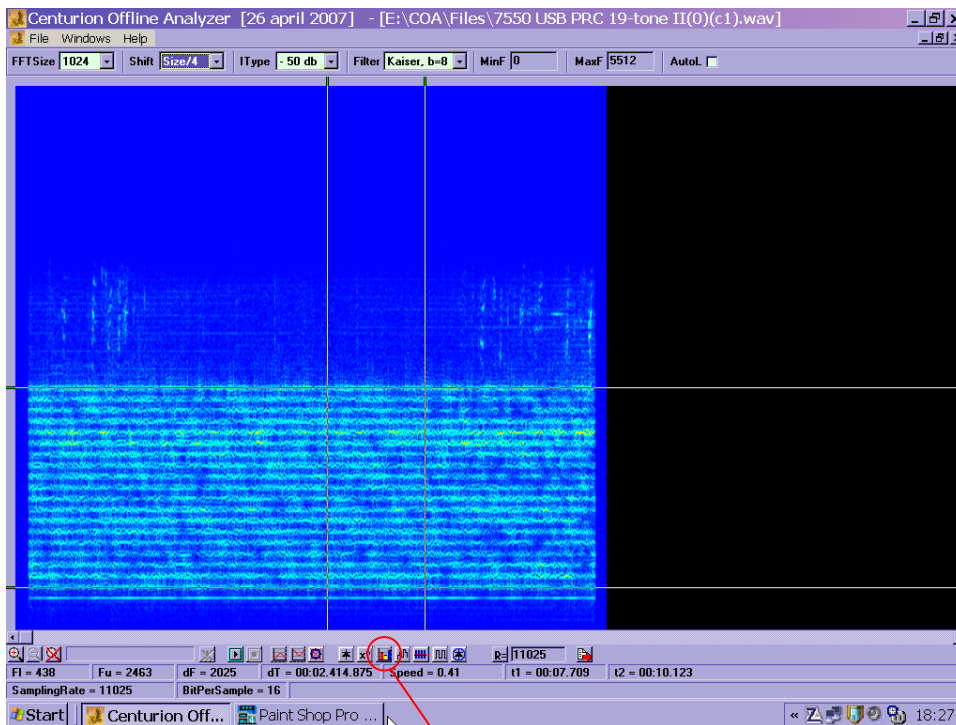 Centurion Offline Analyzer [26 april 2007] - [E:\COA\Files\7550 USB PRC 19-tone II(0)(c1).wav]
File Windows Help
FFTSize 1024 Shift Size/4 IType - 50 db Filter Kaiser, b=8 MinF 0 MaxF 5512 AutoL
R= 11025
Fl = 438 Fu = 2463 dF = 2025 dT = 00:02.414.875 Speed = 0.41 t1 = 00:07.709 t2 = 00:10.123
SamplingRate = 11025 BitPerSample = 16
Start Centurion Off... Paint Shop Pro ... « 18:27